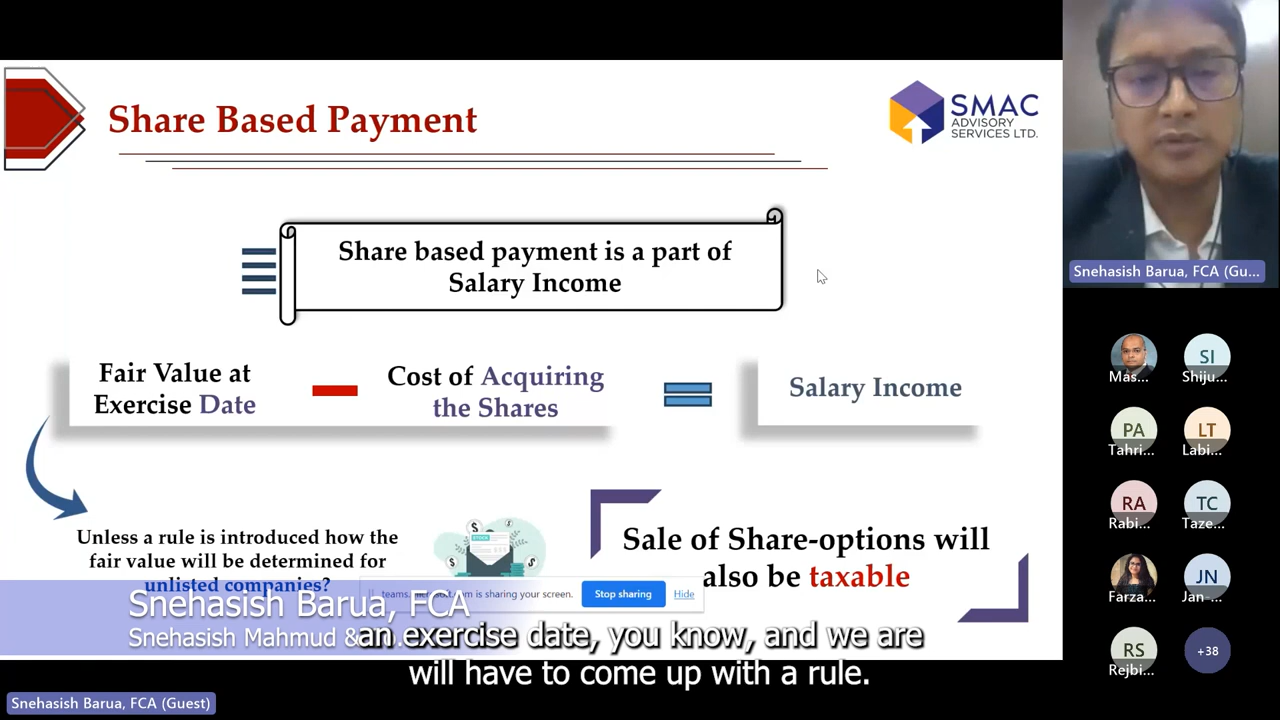 Share Based Payment
SMAC
ADVISORY
SERVICES LTD.
Share based payment is a part of
Salary Income
Fair Value at
Exercise Date
Cost of Acquiring
the Shares
Salary Income
Unless a rule is introduced how the
fair value will be determined for
unlisted companies?
STOCK
Sale of Share-options will
also be taxable
is sharing your screen.
Stop sharing
Hide
Snehasish Barua, FCA
Snehasish Mahmud &
an exercise date, you know, and we are
will have to come up with a rule.
Snehasish Barua, FCA (Guest)
Snehasish Barua, FCA (Gu...
Mas...
SI
Shiju...
PA
Tahri...
LT
Labi...
RA
Rabi...
TC
Taze...
Farza...
JN
Jan-...
RS
Rejbi...
+38